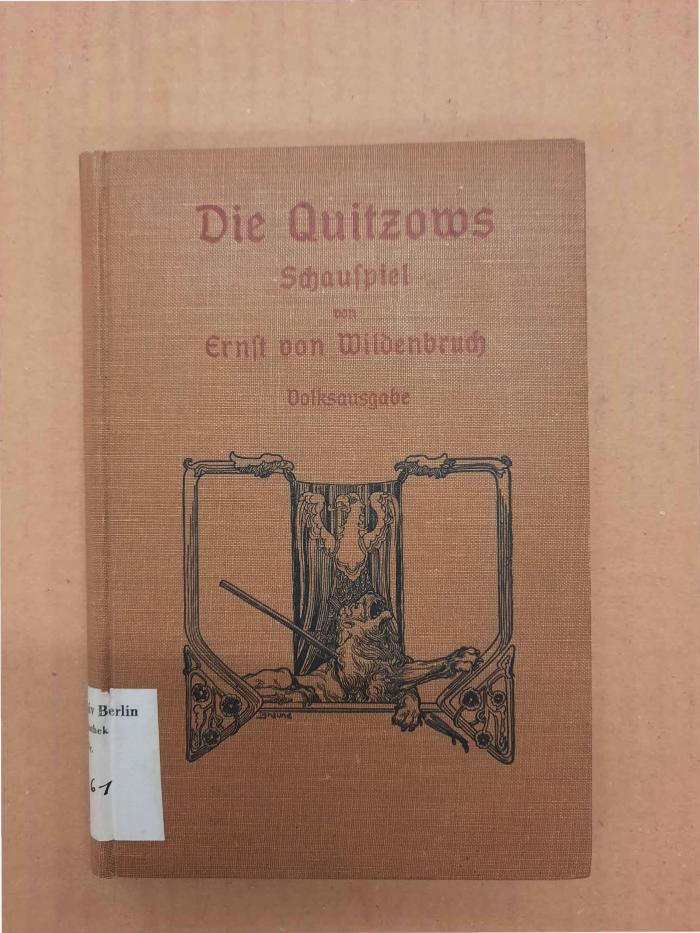 Die Quitzows
Schauſpiel
von
Ernſt von Wildenbruch
Volksausgabe
Berlin
61